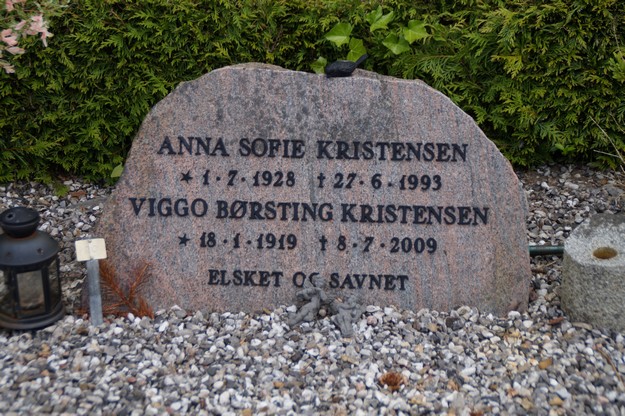 ANNA SOFIE KRISTENSEN
★ 1·7·1928 † 27·6·1993
VIGGO BØRSTING KRISTENSEN
★ 18·1·1919 † 8·7·2009
ELSKET OG SAVNET